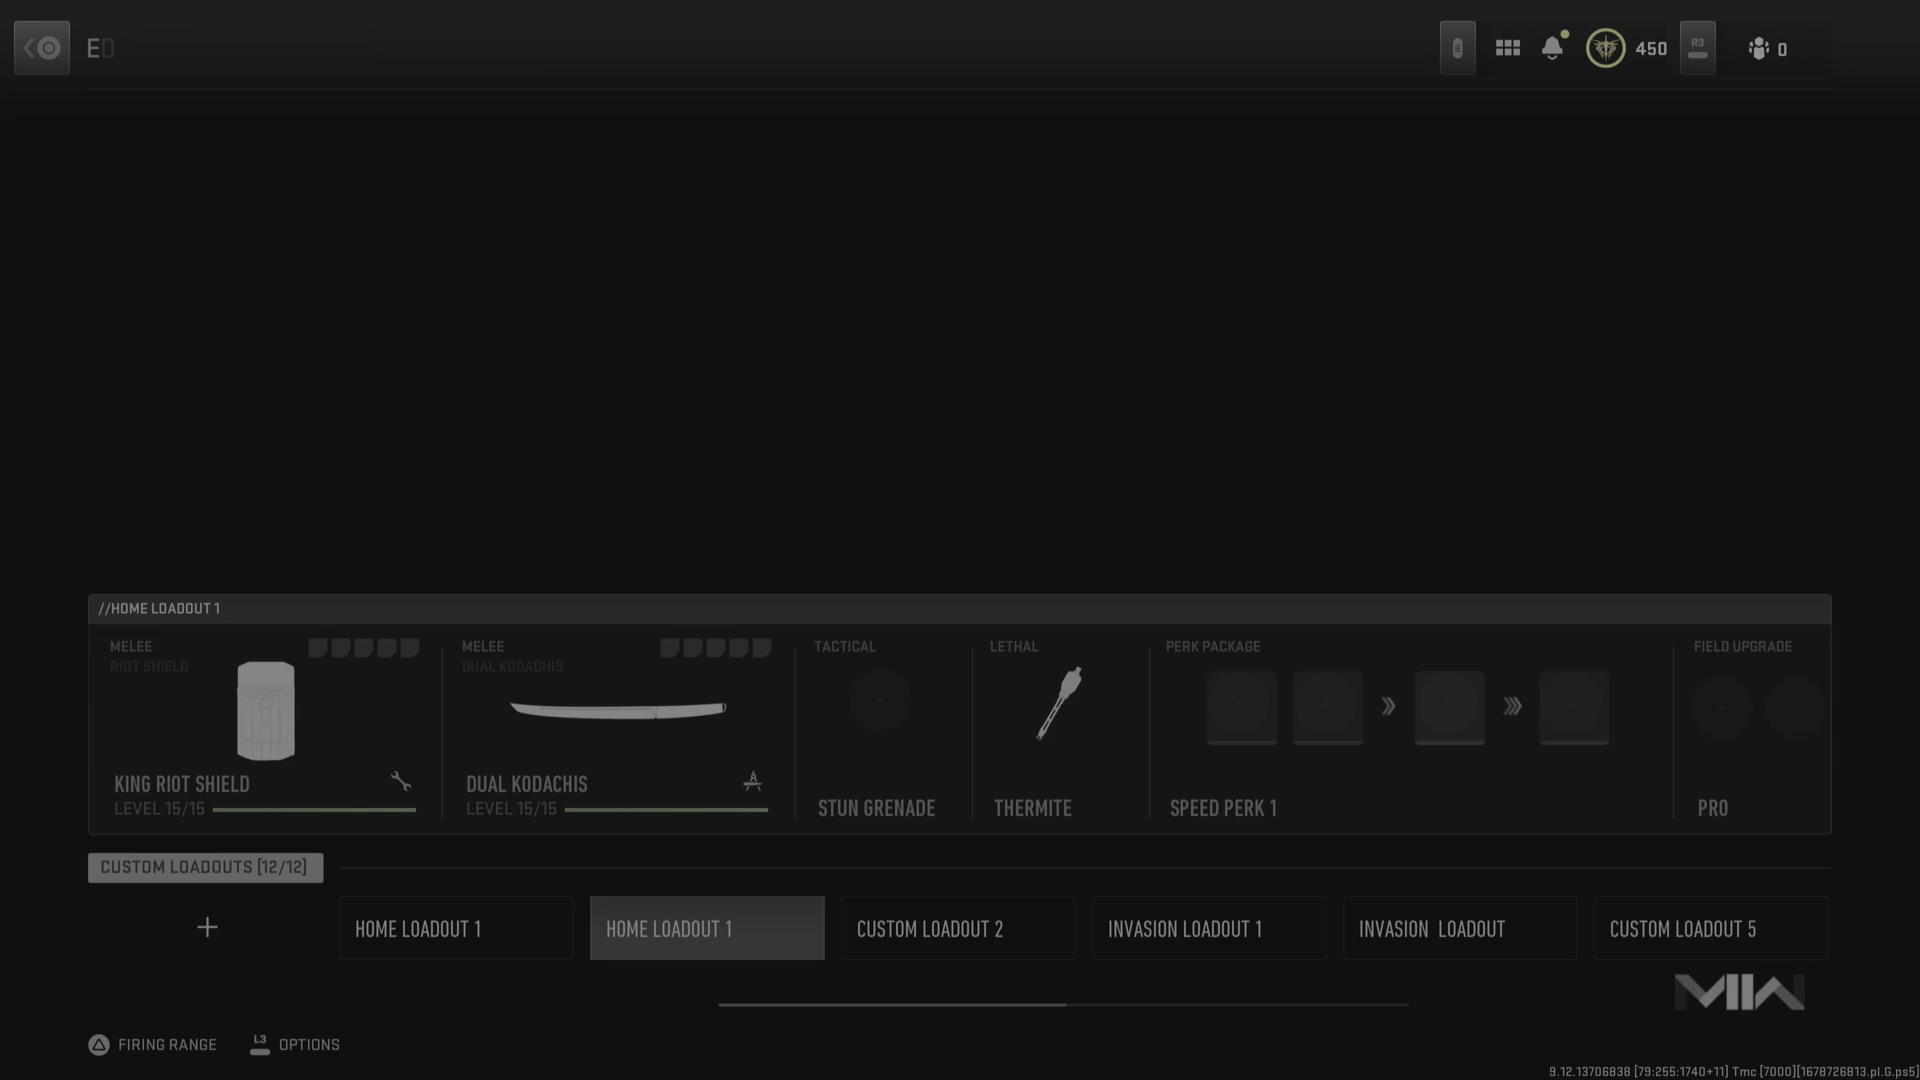 ED
450
R3
0
//HOME LOADOUT 1
MELEE
RIOT SHIELD
KING RIOT SHIELD
LEVEL 15/15
MELEE
DUAL KODACHIS
DUAL KODACHIS
LEVEL 15/15
TACTICAL
STUN GRENADE
LETHAL
THERMITE
PERK PACKAGE
SPEED PERK 1
FIELD UPGRADE
PRO
CUSTOM LOADOUTS [12/12]
HOME LOADOUT 1
HOME LOADOUT 1
CUSTOM LOADOUT 2
INVASION LOADOUT 1
INVASION  LOADOUT
CUSTOM LOADOUT 5
MW
FIRING RANGE
L3
OPTIONS
9.12.13706838 [79:255:1740+11] Tmc [7000][1678726813.pl.G.ps5]